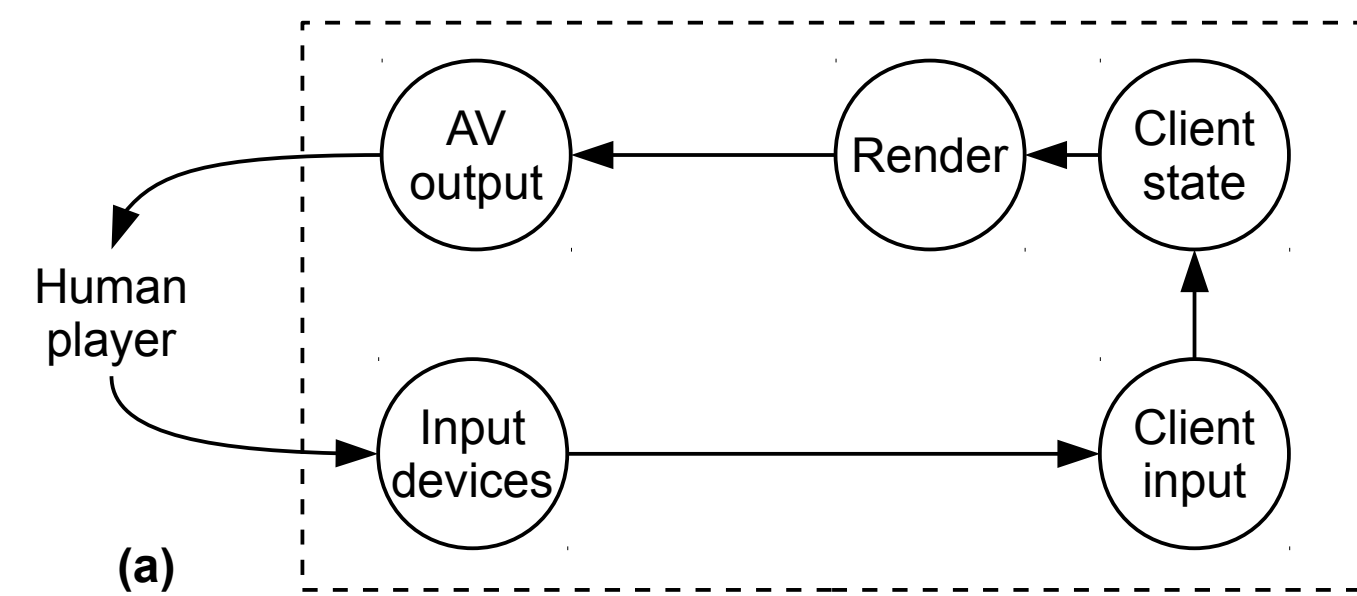 AV
output
Render
Client
state
Human
player
Input
devices
Client
input
(a)